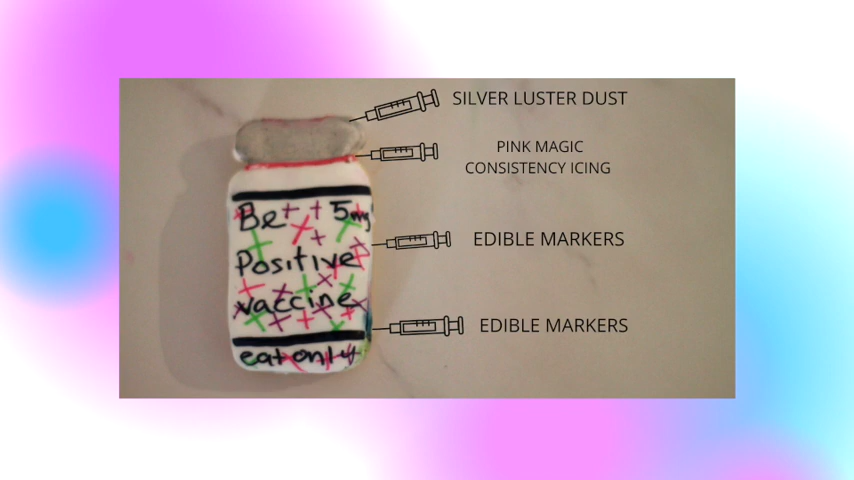 SILVER LUSTER DUST
PINK MAGIC
CONSISTENCY ICING
Be 5mg
EDIBLE MARKERS
Positive
vaccine
EDIBLE MARKERS
eat only